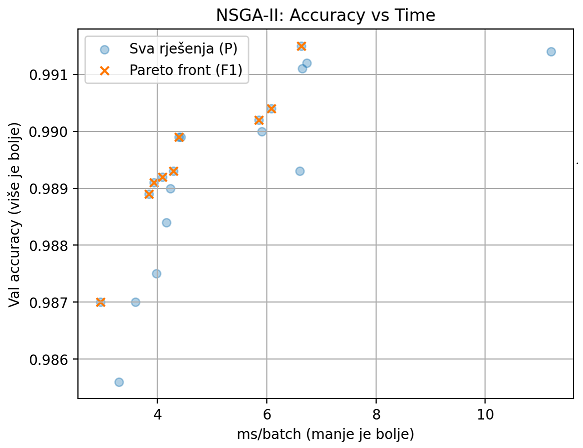 NSGA-II: Accuracy vs Time
Sva rješenja (P)
Pareto front (F1)
Val accuracy (više je bolje)
0.991
0.990
0.989
0.988
0.987
0.986
4 6 8 10
ms/batch (manje je bolje)